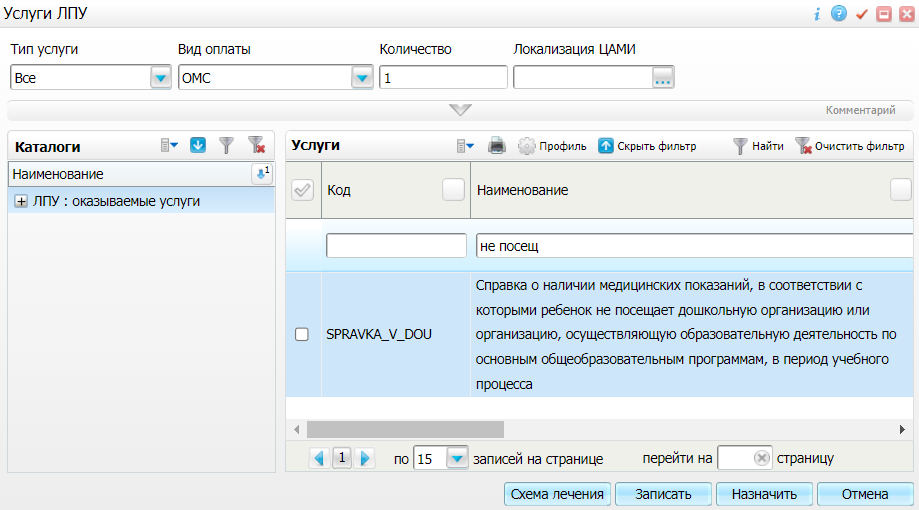 Услуги ЛПУ
Тип услуги Вид оплаты Количество Локализация ЦАМИ
Все ОМС 1 ...
Комментарий
Каталоги
Наименование 1
ЛПУ : оказываемые услуги
Услуги Профиль Скрыть фильтр Найти Очистить фильтр
Код Наименование
не посещ
SPRAVKA_V_DOU
Справка о наличии медицинских показаний, в соответствии с
которыми ребенок не посещает дошкольную организацию или
организацию, осуществляющую образовательную деятельность по
основным общеобразовательным программам, в период учебного
процесса
1 по 15 записей на странице перейти на страницу
Схема лечения Записать Назначить Отмена